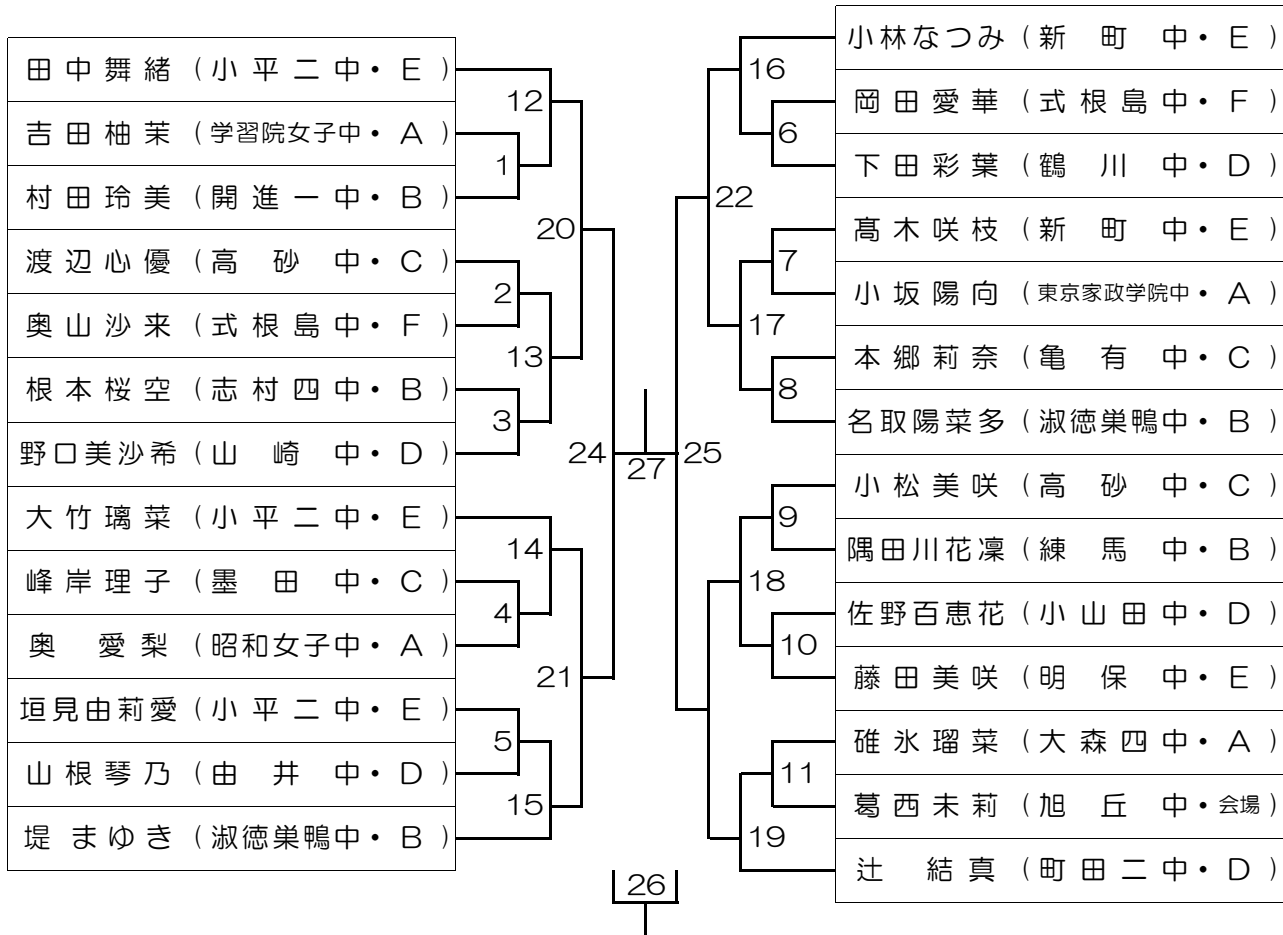 田中舞緒 (小平二中・E)
吉田柚茉 (学習院女子中・A)
村田玲美 (開進一中・B)
渡辺心優 (高砂中・C)
奥山沙来 (式根島中・F)
根本桜空 (志村四中・B)
野口美沙希 (山崎中・D)
大竹璃菜 (小平二中・E)
峰岸理子 (墨田中・C)
奥 愛梨 (昭和女子中・A)
垣見由莉愛 (小平二中・E)
山根琴乃 (由井中・D)
堤 まゆき (淑徳巣鴨中・B)
12
1
20
2
13
3
24
14
4
21
5
15
27
26
25
22
16
6
7
17
8
9
18
10
11
19
小林なつみ (新町中・E)
岡田愛華 (式根島中・F)
下田彩葉 (鶴川中・D)
髙木咲枝 (新町中・E)
小坂陽向 (東京家政学院中・A)
本郷莉奈 (亀有中・C)
名取陽菜多 (淑徳巣鴨中・B)
小松美咲 (高砂中・C)
隅田川花凜 (練馬中・B)
佐野百恵花 (小山田中・D)
藤田美咲 (明保中・E)
碓氷瑠菜 (大森四中・A)
葛西未莉 (旭丘中・会場)
辻 結真 (町田二中・D)